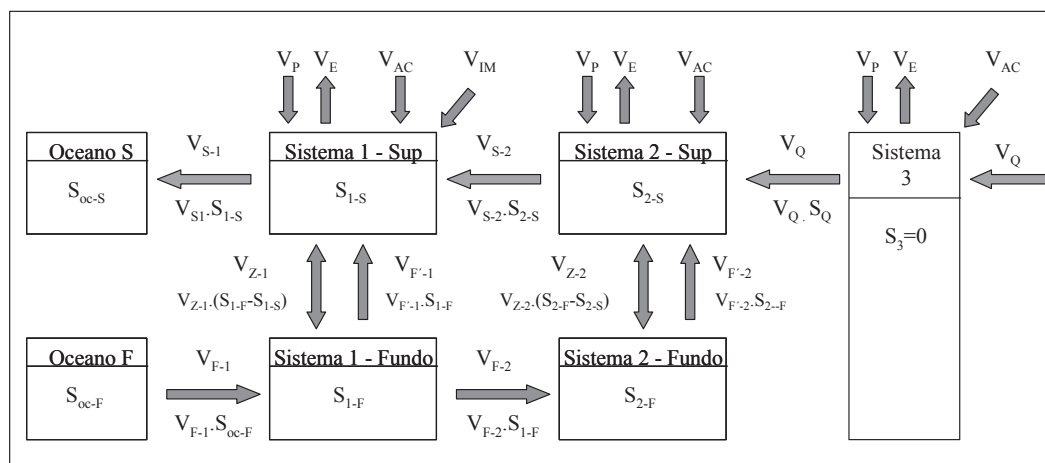 V_P V_E V_AC V_IM V_P V_E V_AC V_P V_E V_AC
Oceano S V_S-1 Sistema 1 - Sup V_S-2 Sistema 2 - Sup V_Q Sistema 3 V_Q
S_oc-S S_1-S S_2-S
V_S1.S_1-S V_S-2.S_2-S V_Q.S_Q
S_3=0
V_Z-1 V_F´-1 V_Z-2 V_F´-2
V_Z-1.(S_1-F-S_1-S) V_F´-1.S_1-F V_Z-2.(S_2-F-S_2-S) V_F´-2.S_2--F
Oceano F V_F-1 Sistema 1 - Fundo V_F-2 Sistema 2 - Fundo
S_oc-F S_1-F S_2-F
V_F-1.S_oc-F V_F-2.S_1-F